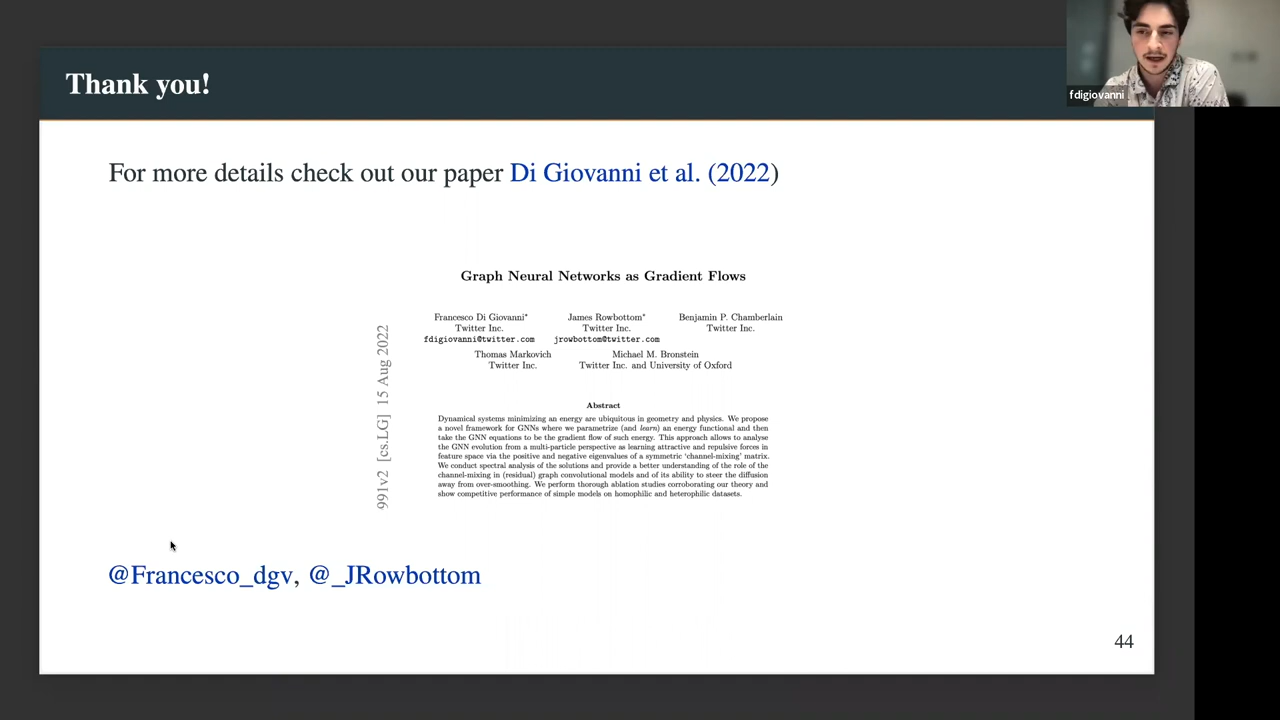 Thank you!
fdigiovanni
For more details check out our paper Di Giovanni et al. (2022)
Graph Neural Networks as Gradient Flows
Francesco Di Giovanni* James Rowbottom* Benjamin P. Chamberlain
Twitter Inc. Twitter Inc. Twitter Inc.
fdigiovanni@twitter.com jrowbottom@twitter.com
Thomas Markovich Michael M. Bronstein
Twitter Inc. Twitter Inc. and University of Oxford
991v2 [cs.LG] 15 Aug 2022
Abstract
Dynamical systems minimizing an energy are ubiquitous in geometry and physics. We propose
a novel framework for GNNs where we parametrize (and learn) an energy functional and then
take the GNN equations to be the gradient flow of such energy. This approach allows to analyse
the GNN evolution from a multi-particle perspective as learning attractive and repulsive forces in
feature space via the positive and negative eigenvalues of a symmetric ‘channel-mixing’ matrix.
We conduct spectral analysis of the solutions and provide a better understanding of the role of the
channel-mixing in (residual) graph convolutional models and of its ability to steer the diffusion
away from over-smoothing. We perform thorough ablation studies corroborating our theory and
show competitive performance of simple models on homophilic and heterophilic datasets.
@Francesco_dgv, @_JRowbottom
44